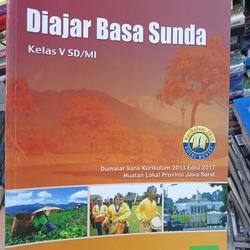 Diajar Basa Sunda
Kelas V SD/MI
Dumasar kana Kurikulum 2013 Edisi 2017
Muatan Lokal Provinsi Jawa Barat